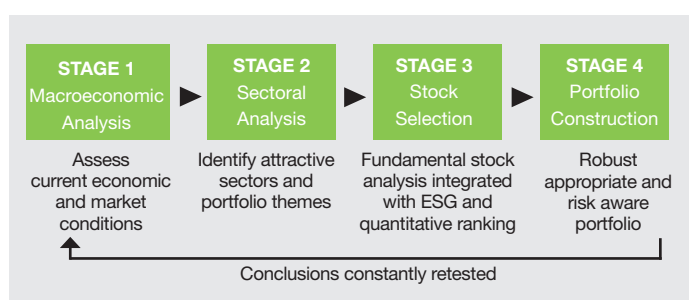 STAGE 1
Macroeconomic
Analysis
STAGE 2
Sectoral
Analysis
STAGE 3
Stock
Selection
STAGE 4
Portfolio
Construction
Assess
current economic
and market
conditions
Identify attractive
sectors and
portfolio themes
Fundamental stock
analysis integrated
with ESG and
quantitative ranking
Robust
appropriate and
risk aware
portfolio
Conclusions constantly retested